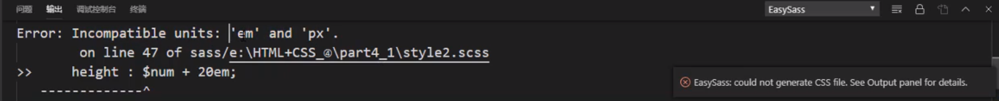 问题 输出 调试控制台 终端 EasySass
Error: Incompatible units: 'em' and 'px'.
on line 47 of sass/e:\HTML+CSS_④\part4_1\style2.scss
>> height : $num + 20em;
-------------^
EasySass: could not generate CSS file. See Output panel for details.